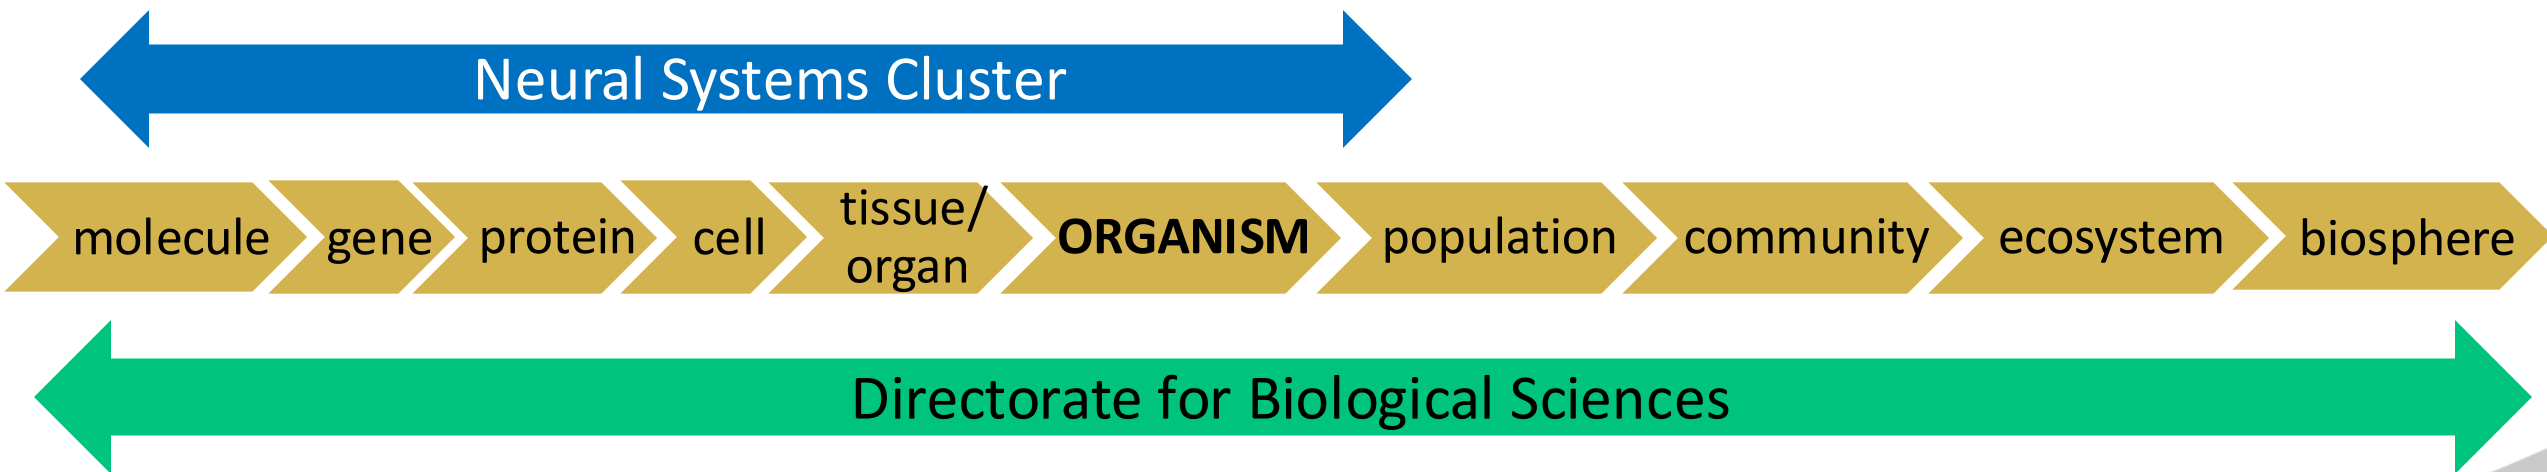 Neural Systems Cluster
molecule
gene
protein
cell
tissue/
organ
ORGANISM
population
community
ecosystem
biosphere
Directorate for Biological Sciences